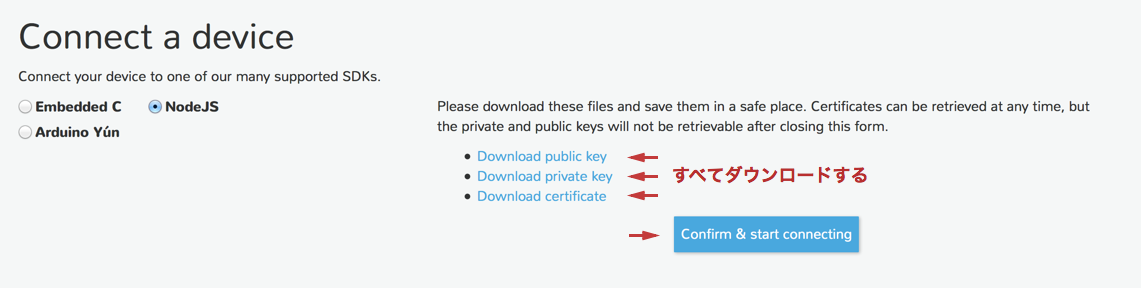 Connect a device
Connect your device to one of our many supported SDKs.
Embedded C
NodeJS
Arduino Yún
Please download these files and save them in a safe place. Certificates can be retrieved at any time, but
the private and public keys will not be retrievable after closing this form.
Download public key
Download private key
Download certificate
すべてダウンロードする
Confirm & start connecting